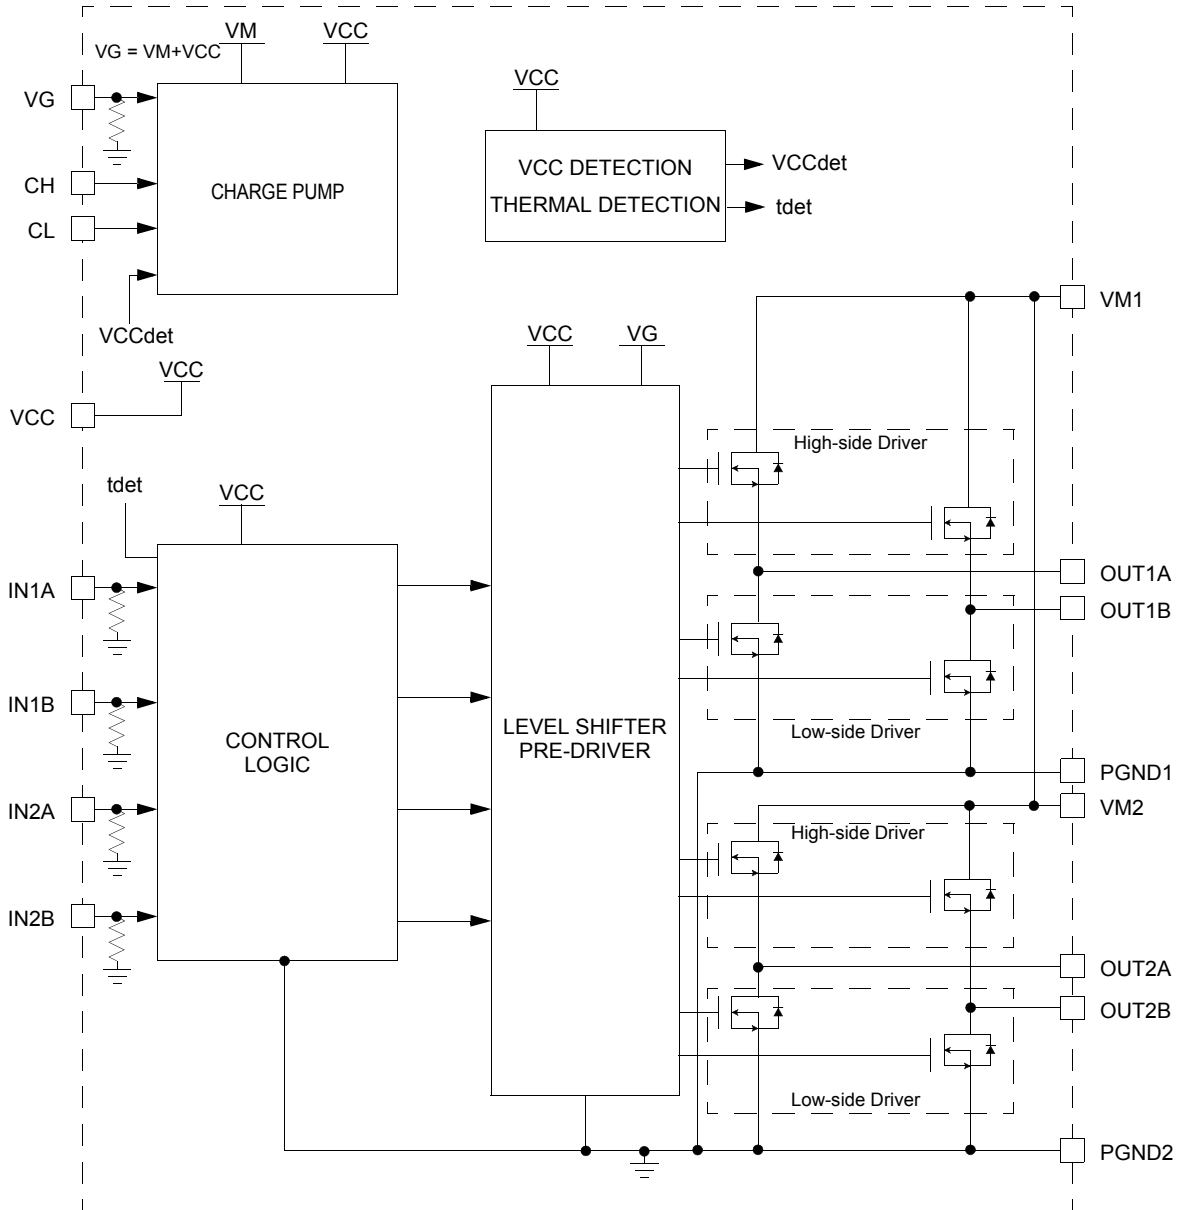 VM
VCC
VG = VM+VCC
VG
CH
CL
CHARGE PUMP
VCCdet
VCC
VCC DETECTION
THERMAL DETECTION
VCCdet
tdet
VCC
VCC
tdet
VCC
IN1A
IN1B
IN2A
IN2B
CONTROL
LOGIC
VCC
VG
LEVEL SHIFTER
PRE-DRIVER
VM1
High-side Driver
OUT1A
OUT1B
Low-side Driver
PGND1
VM2
High-side Driver
OUT2A
OUT2B
Low-side Driver
PGND2